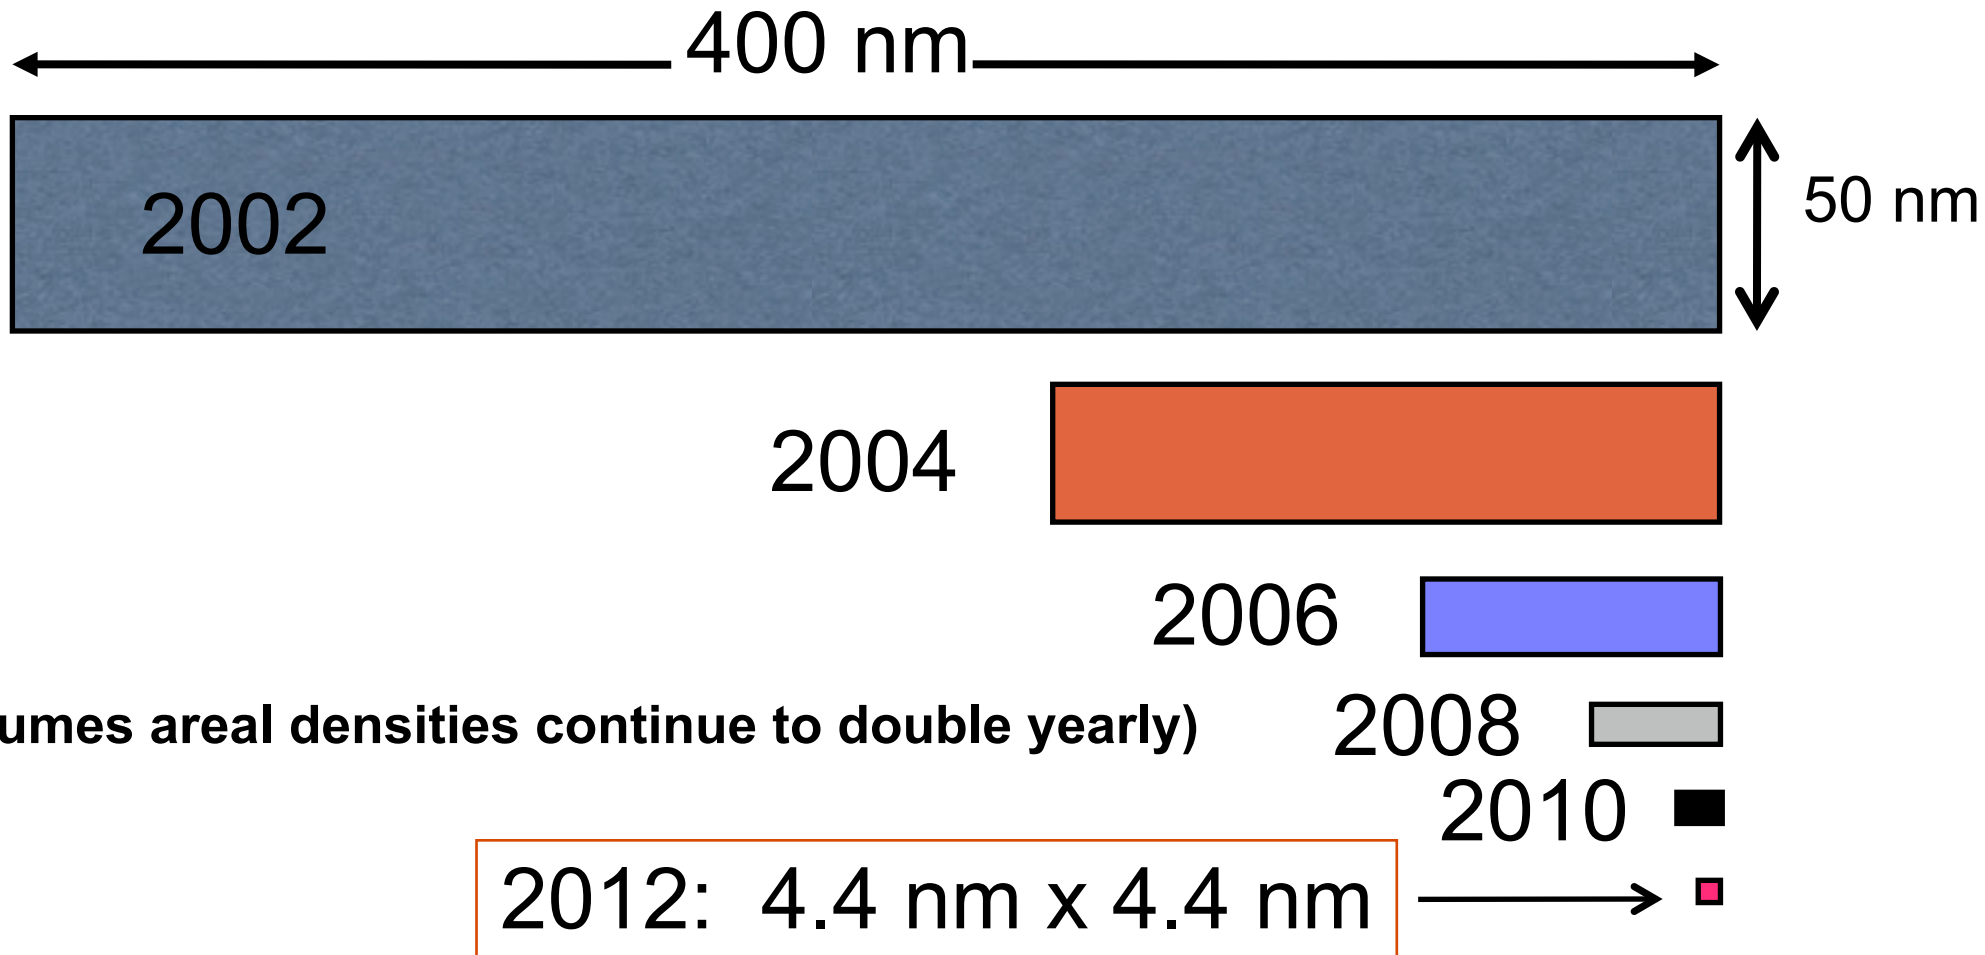 400 nm
2002
50 nm
2004
2006
areal densities continue to double yearly)
2008
2010
2012: 4.4 nm x 4.4 nm